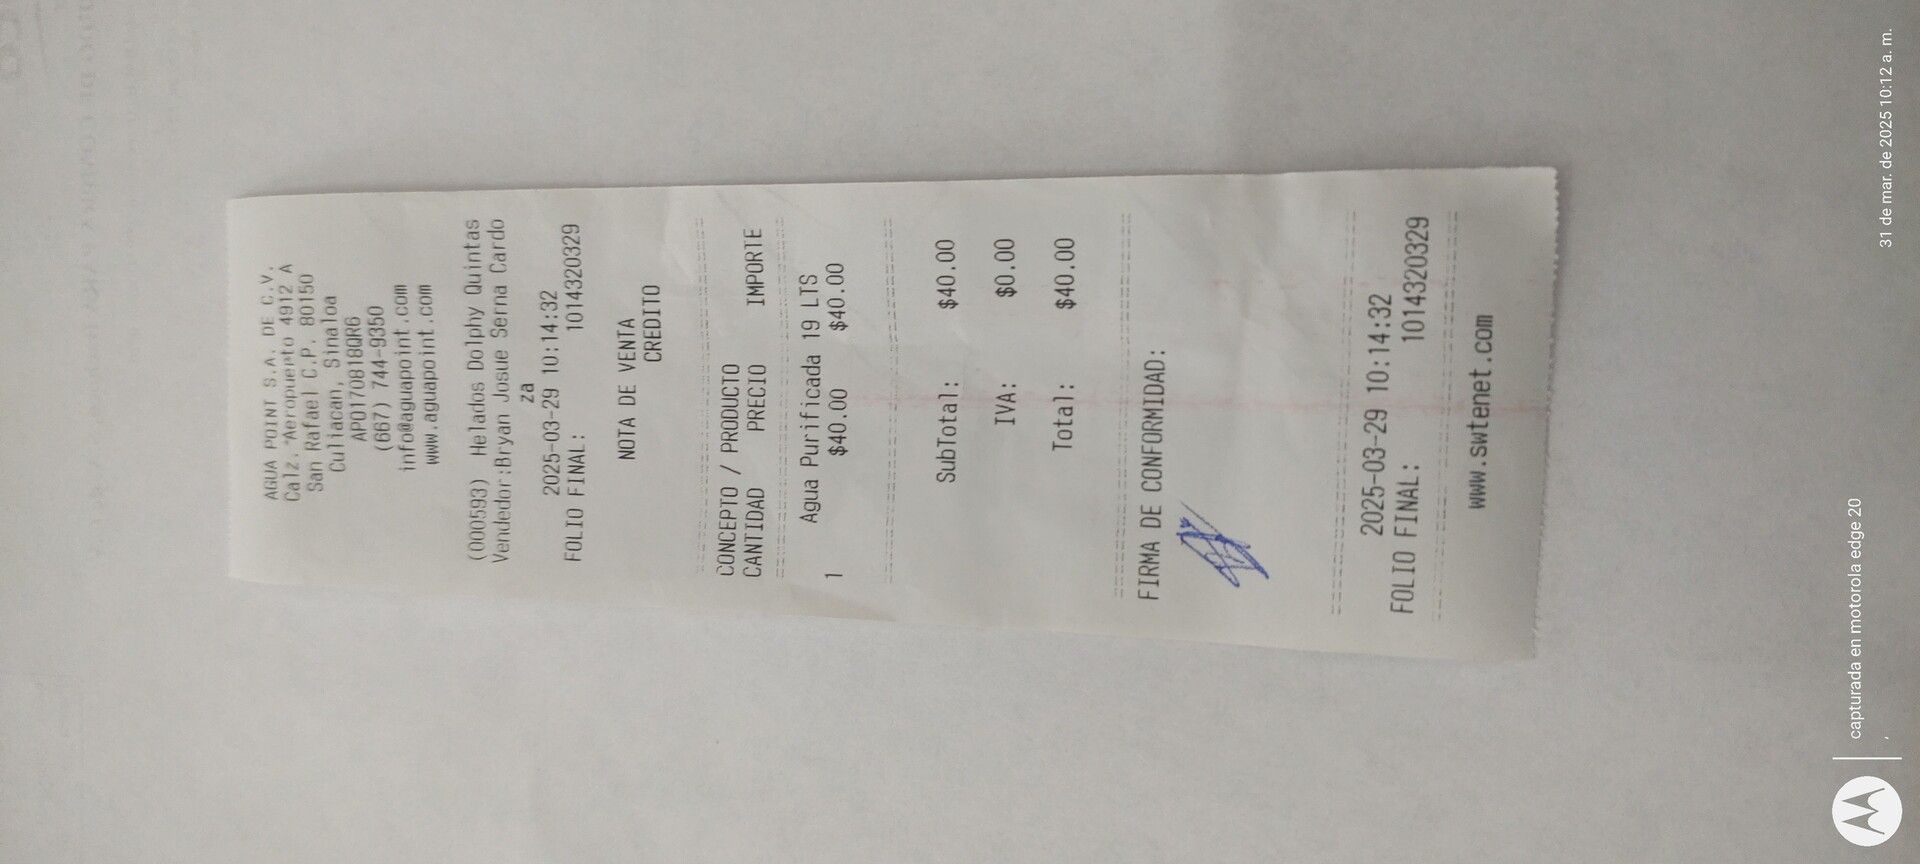 AGUA POINT S.A. DE C.V.
Calz. Aeropuerto 4912 A
San Rafael C.P. 80150
Culiacan, Sinaloa
APO170818QR6
(667) 744-9350
info@aguapoint.com
www.aguapoint.com
(000593) Helados Dolphy Quintas
Vendedor:Bryan Josue Serna Cardo
za
2025-03-29 10:14:32
FOLIO FINAL: 1014320329
NOTA DE VENTA
CREDITO
CONCEPTO / PRODUCTO
CANTIDAD PRECIO IMPORTE
Agua Purificada 19 LTS
1 $40.00 $40.00
SubTotal: $40.00
IVA: $0.00
Total: $40.00
FIRMA DE CONFORMIDAD:
2025-03-29 10:14:32
FOLIO FINAL: 1014320329
www.swtenet.com
capturada en motorola edge 20
31 de mar. de 2025 10:12 a. m.